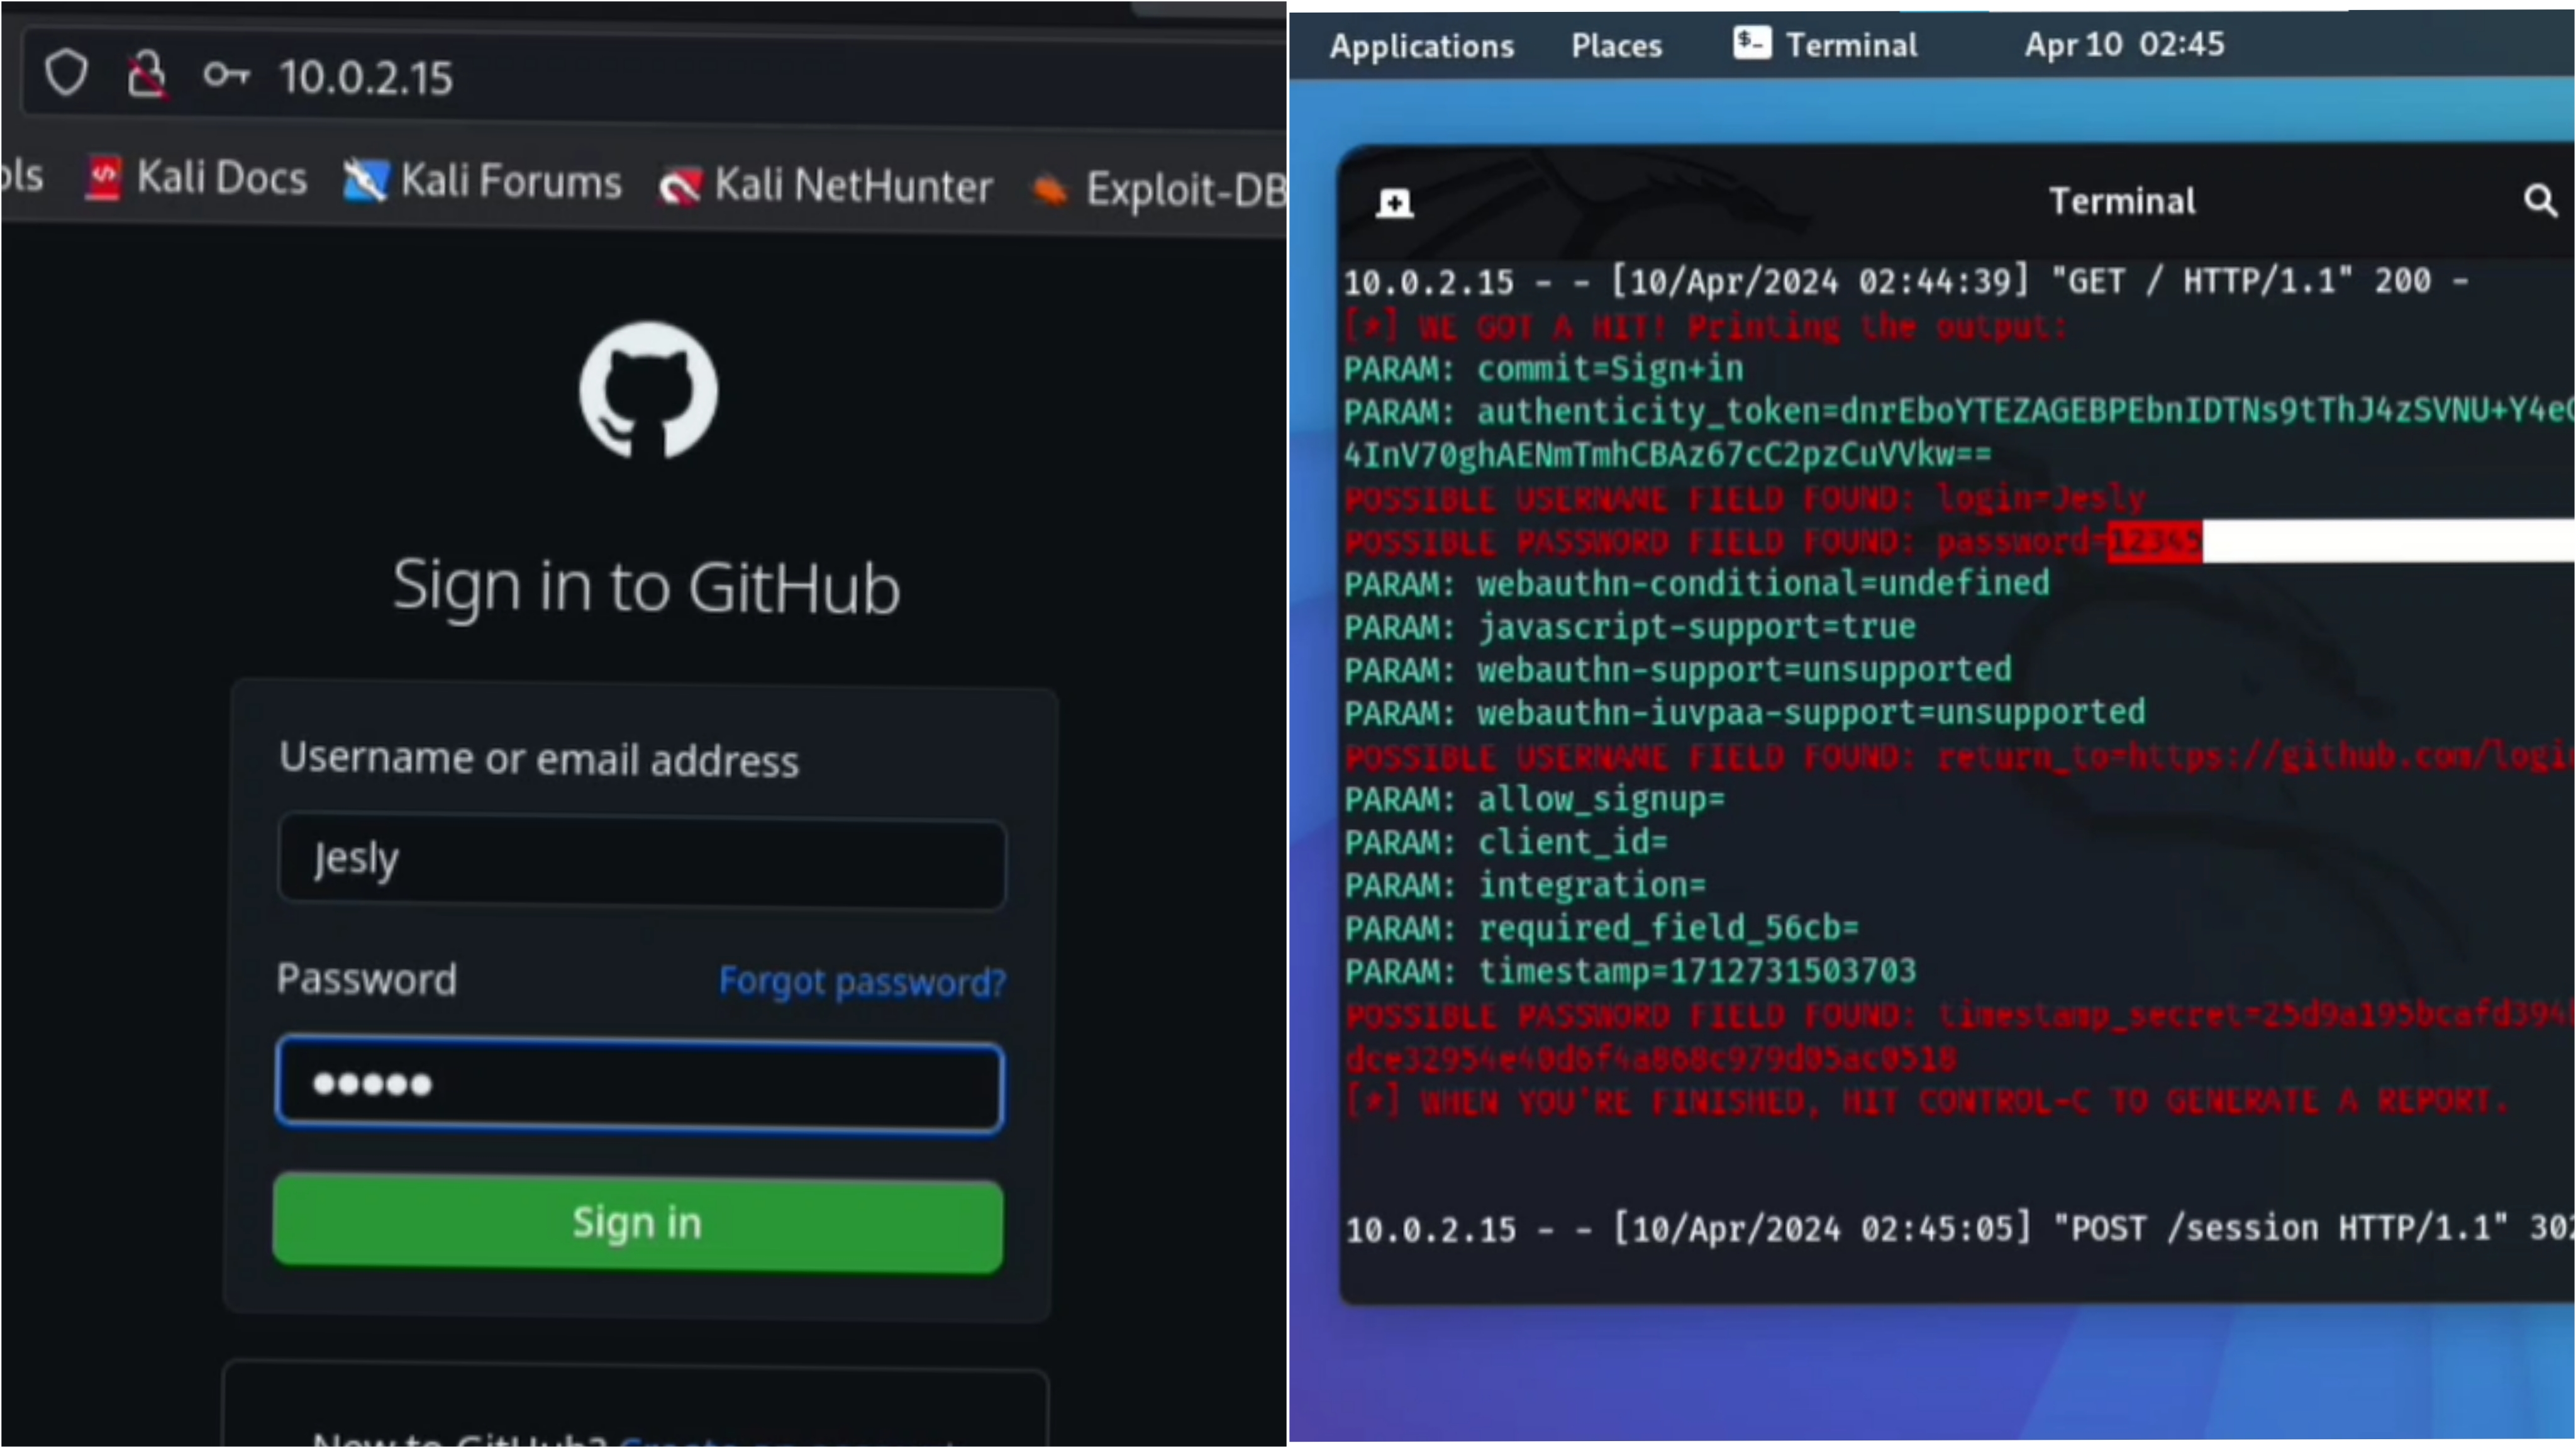 10.0.2.15
ols Kali Docs Kali Forums Kali NetHunter Exploit-DB
Sign in to GitHub
Username or email address
Jesly
Password Forgot password?
Sign in
New to GitHub?
Applications Places $_ Terminal Apr 10 02:45
Terminal
10.0.2.15 - - [10/Apr/2024 02:44:39] "GET / HTTP/1.1" 200 -
[*] WE GOT A HIT! Printing the output:
PARAM: commit=Sign+in
PARAM: authenticity_token=dnrEboYTEZAGEBPEbnIDTNs9tThJ4zSVNU+Y4e
4InV70ghAENmTmhCBAz67cC2pzCuVVkw==
POSSIBLE USERNAME FIELD FOUND: login=Jesly
POSSIBLE PASSWORD FIELD FOUND: password=12345
PARAM: webauthn-conditional=undefined
PARAM: javascript-support=true
PARAM: webauthn-support=unsupported
PARAM: webauthn-iuvpaa-support=unsupported
POSSIBLE USERNAME FIELD FOUND: return_to=https://github.com/logi
PARAM: allow_signup=
PARAM: client_id=
PARAM: integration=
PARAM: required_field_56cb=
PARAM: timestamp=1712731503703
POSSIBLE PASSWORD FIELD FOUND: timestamp_secret=25d9a195bcafd394
dce32954e40d6f4a868c979d05ac0518
[*] WHEN YOU'RE FINISHED, HIT CONTROL-C TO GENERATE A REPORT.
10.0.2.15 - - [10/Apr/2024 02:45:05] "POST /session HTTP/1.1" 302